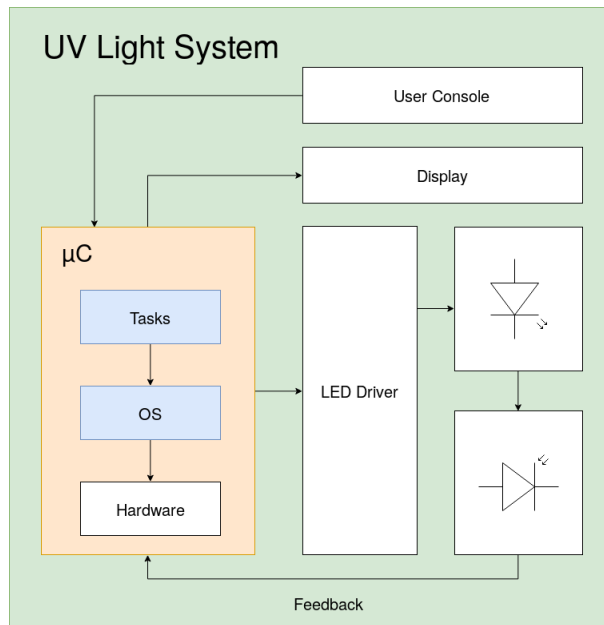 UV Light System
User Console
Display
µC
Tasks
OS
Hardware
LED Driver
Feedback